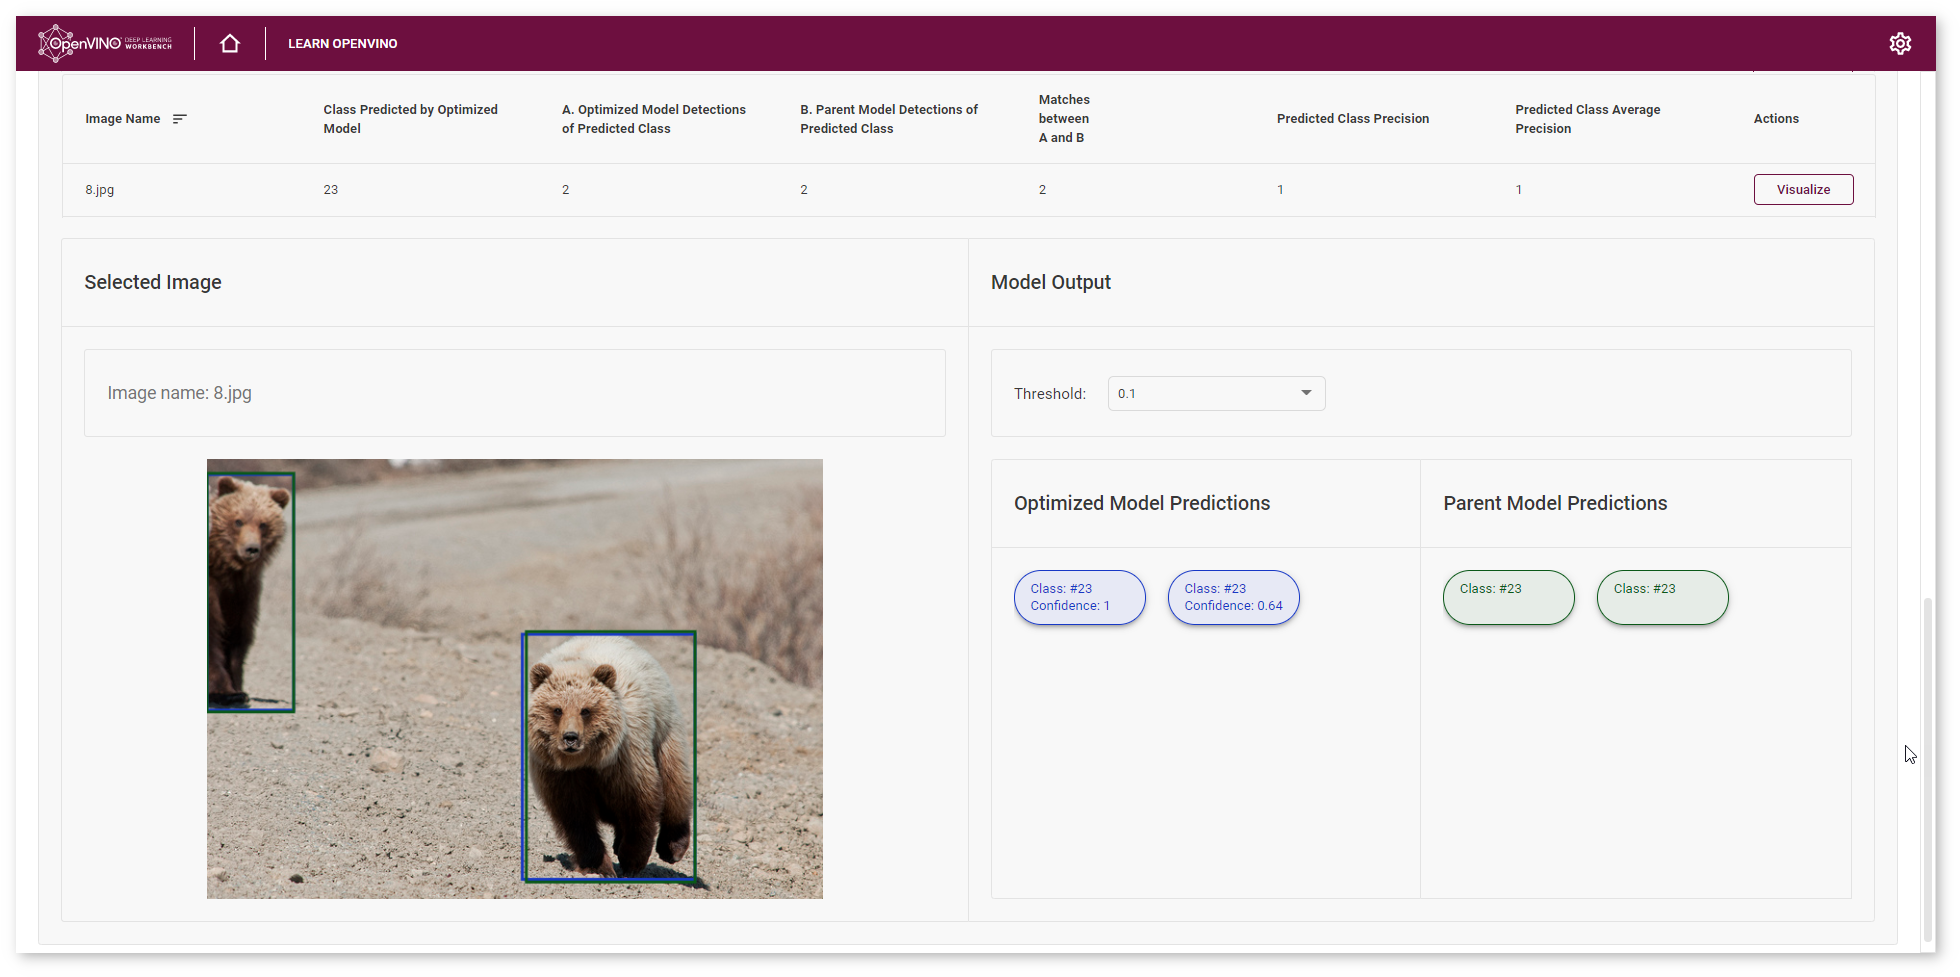 OpenVINO DEEP LEARNING WORKBENCH
LEARN OPENVINO
Image Name
Class Predicted by Optimized
Model
A. Optimized Model Detections
of Predicted Class
B. Parent Model Detections of
Predicted Class
Matches
between
A and B
Predicted Class Precision
Predicted Class Average
Precision
Actions
8.jpg
23
2
2
2
1
1
Visualize
Selected Image
Model Output
Image name: 8.jpg
Threshold:
0.1
Optimized Model Predictions
Parent Model Predictions
Class: #23
Confidence: 1
Class: #23
Confidence: 0.64
Class: #23
Class: #23